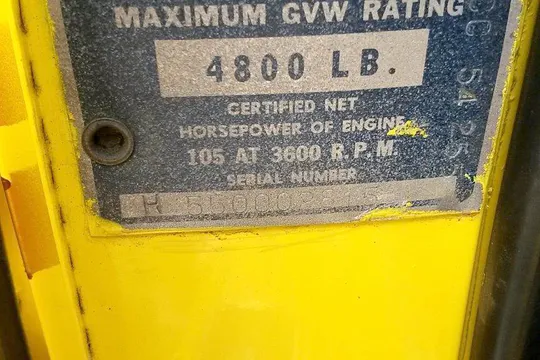 MAXIMUM GVW RATING
4800 LB.
CERTIFIED NET
HORSEPOWER OF ENGINE
105 AT 3600 R.P.M.
SERIAL NUMBER